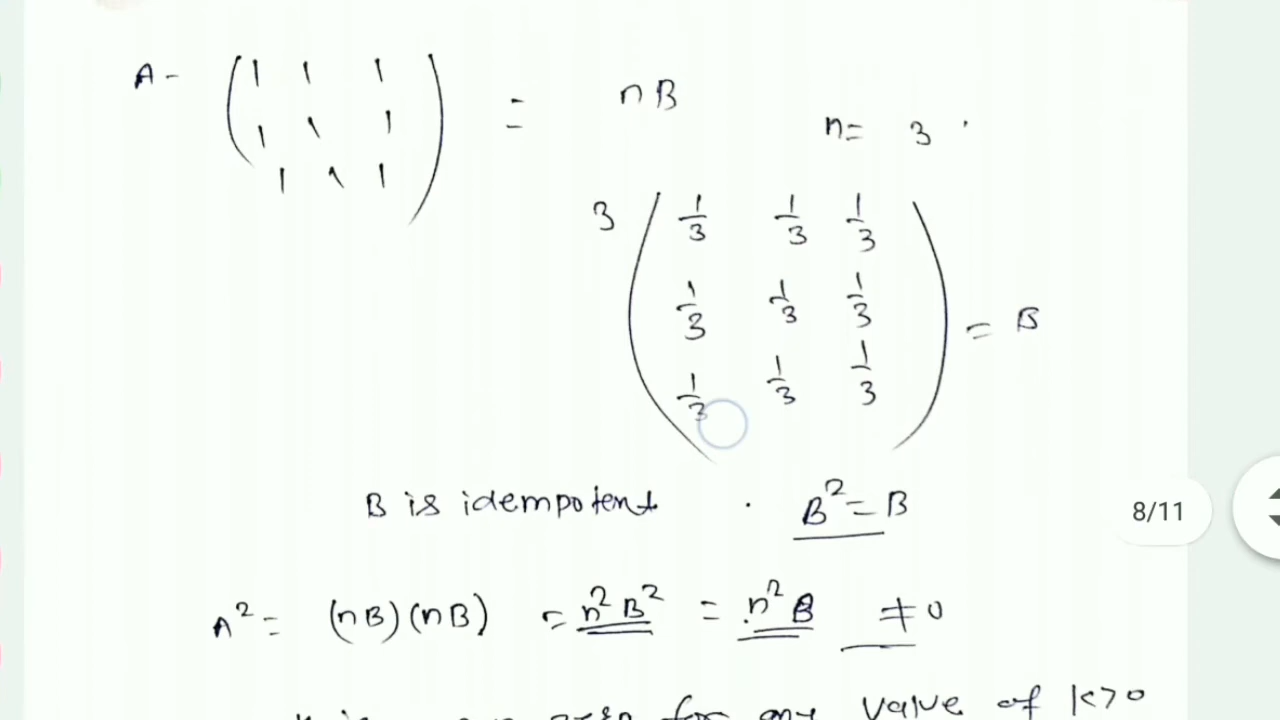 A - ( 1 1 1 = nB n = 3 .
1 1 1
1 1 1 )
3 ( 1/3 1/3 1/3
1/3 1/3 1/3 = B
1/3 1/3 1/3 )
B is idempotent . B² = B
A² = (nB)(nB) = n²B² = .n²B ≠ 0
for any value of k>0
8/11